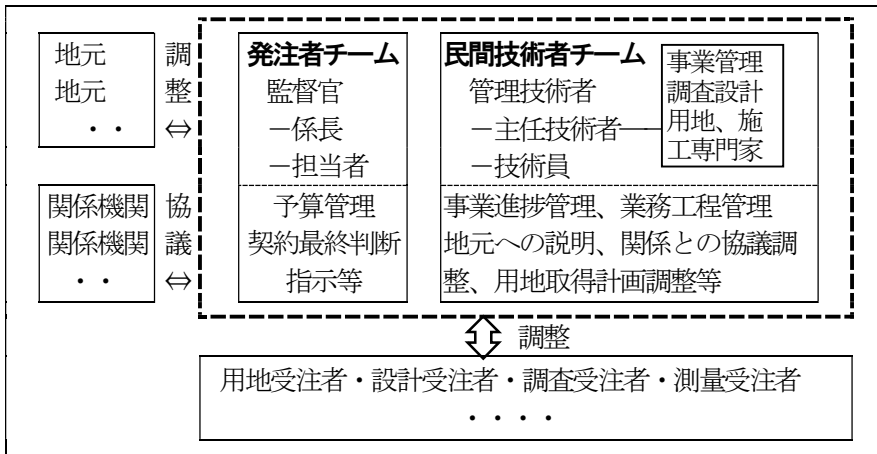 地元
地元
・・
調
整
⇔
関係機関
関係機関
・・
協
議
⇔
発注者チーム
監督官
－係長
－担当者
予算管理
契約最終判断
指示等
民間技術者チーム
管理技術者
－主任技術者
－技術員
事業管理
調査設計
用地、施
工専門家
事業進捗管理、業務工程管理
地元への説明、関係との協議調
整、用地取得計画調整等
調整
用地受注者・設計受注者・調査受注者・測量受注者
・・・・